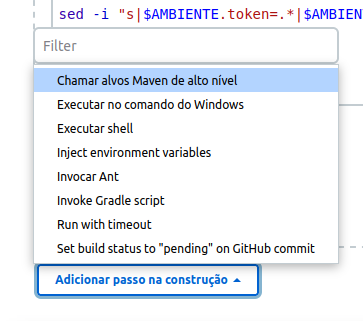 sed -i "s|$AMBIENTE.token=.*|$AMBIEN
Filter
Chamar alvos Maven de alto nível
Executar no comando do Windows
Executar shell
Inject environment variables
Invocar Ant
Invoke Gradle script
Run with timeout
Set build status to "pending" on GitHub commit
Adicionar passo na construção